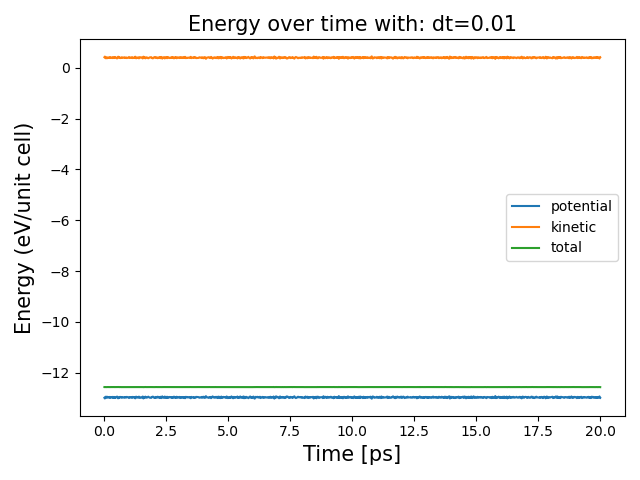 Energy over time with: dt=0.01
Energy (eV/unit cell)
0
−2
−4
−6
−8
−10
−12
potential
kinetic
total
0.0 2.5 5.0 7.5 10.0 12.5 15.0 17.5 20.0
Time [ps]